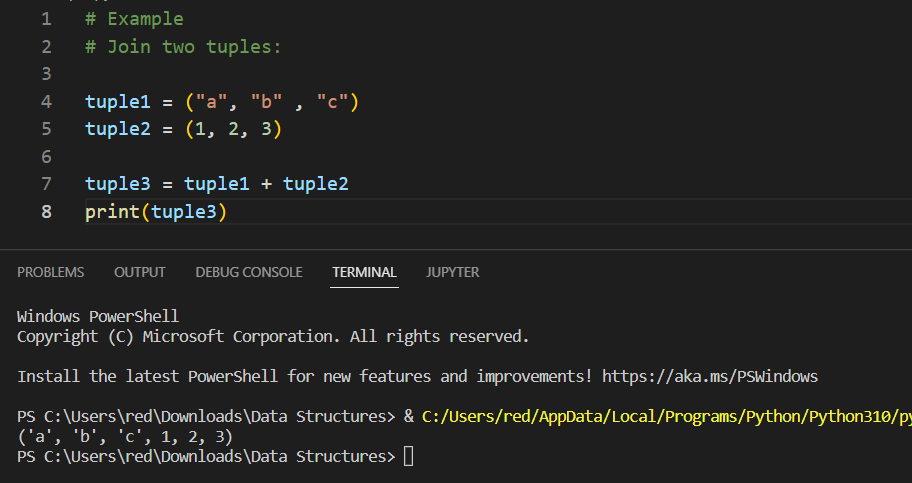 1 # Example
2 # Join two tuples:
3
4 tuple1 = ("a", "b" , "c")
5 tuple2 = (1, 2, 3)
6
7 tuple3 = tuple1 + tuple2
8 print(tuple3)
PROBLEMS OUTPUT DEBUG CONSOLE TERMINAL JUPYTER
Windows PowerShell
Copyright (C) Microsoft Corporation. All rights reserved.
Install the latest PowerShell for new features and improvements! https://aka.ms/PSWindows
PS C:\Users\red\Downloads\Data Structures> & C:/Users/red/AppData/Local/Programs/Python/Python310/py
('a', 'b', 'c', 1, 2, 3)
PS C:\Users\red\Downloads\Data Structures>